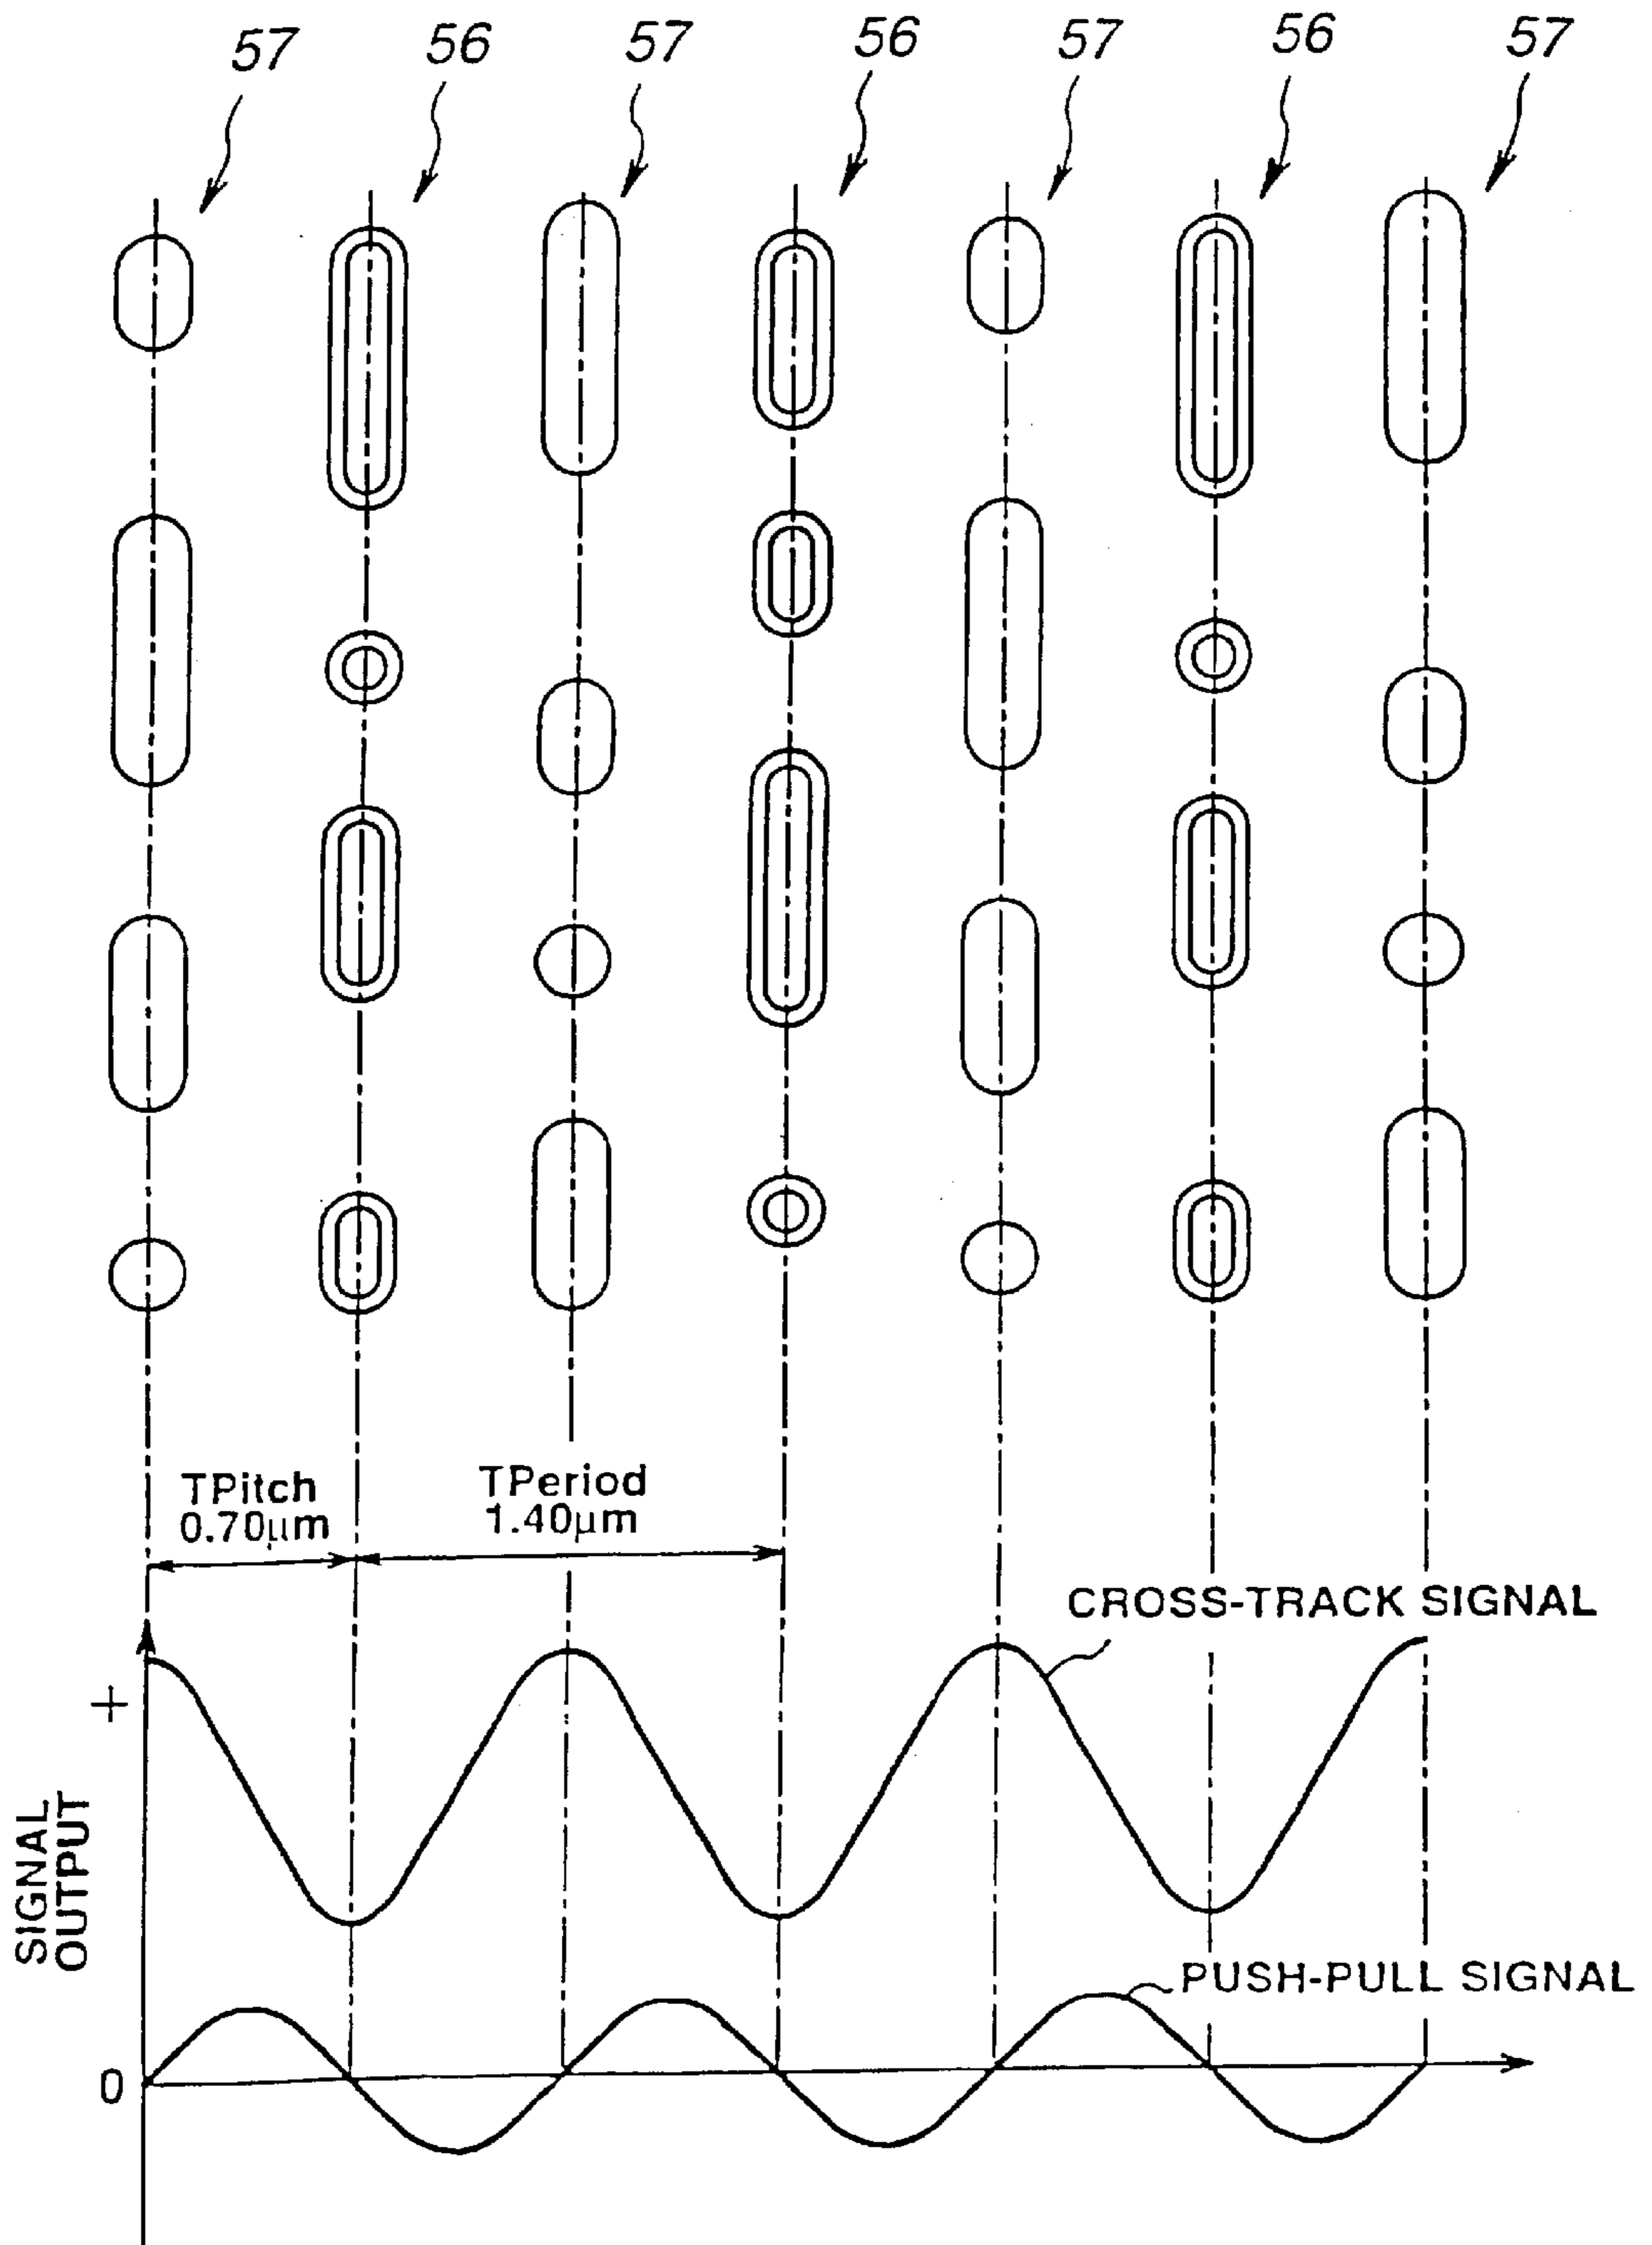 57 56 57 56 57 56 57
TPitch
0.70µm
TPeriod
1.40µm
CROSS-TRACK SIGNAL
+
SIGNAL
OUTPUT
PUSH-PULL SIGNAL
0